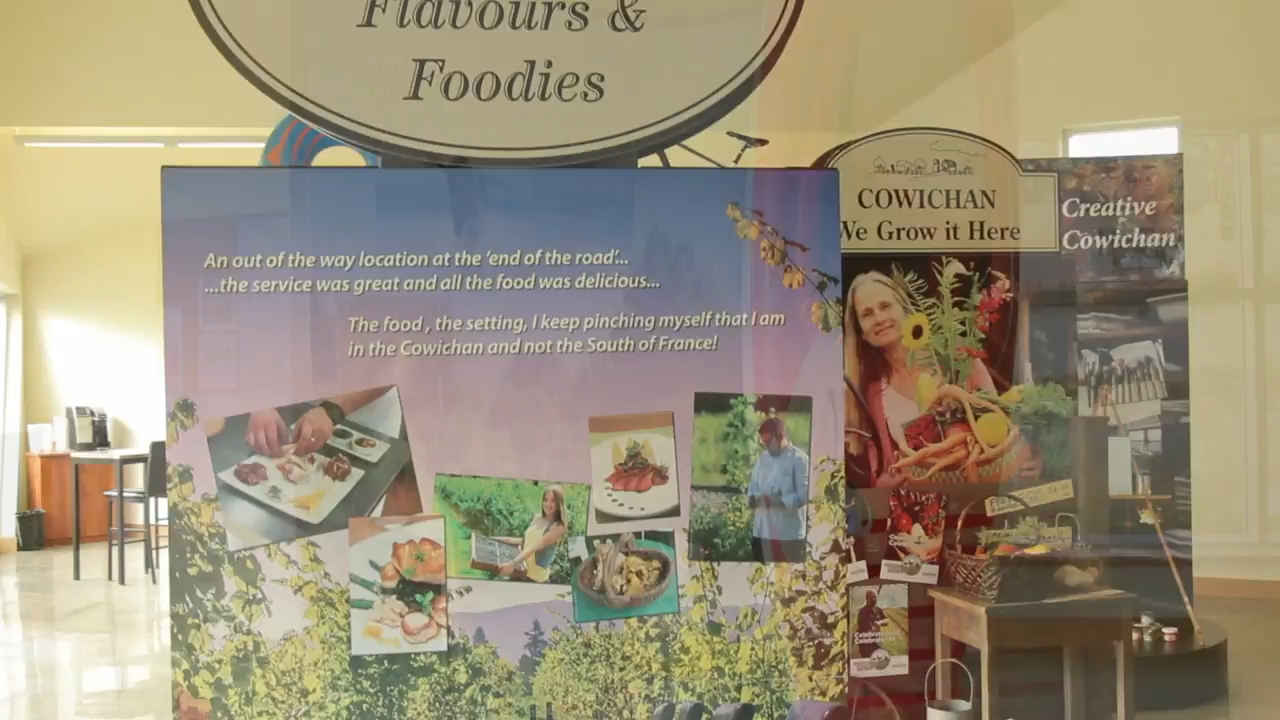 Flavours &
Foodies
COWICHAN
We Grow it Here
Creative
Cowichan
An out of the way location at the 'end of the road'...
...the service was great and all the food was delicious...
The food , the setting, I keep pinching myself that I am
in the Cowichan and not the South of France!